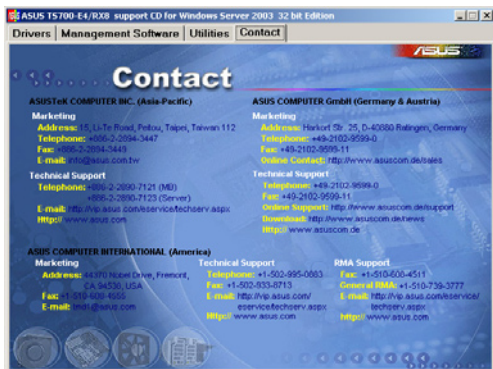 ASUS TS700-E4/RX8 support CD for Windows Server 2003 32 bit Edition
Drivers
Management Software
Utilities
Contact
ASUS
Contact
ASUSTeK COMPUTER INC. (Asia-Pacific)
Marketing
Address: 15, Li-Te Road, Peitou, Taipei, Taiwan 112
Telephone: +886-2-2894-3447
Fax: +886-2-2894-3449
E-mail: info@asus.com.tw
Technical Support
Telephone: +886-2-2890-7121 (MB)
+886-2-2890-7123 (Server)
E-mail: http://vip.asus.com/eservice/techserv.aspx
Http:// www.asus.com
ASUS COMPUTER GmbH (Germany & Austria)
Marketing
Address: Harkort Str. 25, D-40880 Ratingen, Germany
Telephone: +49-2102-9599-0
Fax: +49-2102-9599-11
Online Contact: http://www.asuscom.de/sales
Technical Support
Telephone: +49-2102-9599-0
Fax: +49-2102-9599-11
Online Support: http://www.asuscom.de/support
Download: http://www.asuscom.de/news
Http:// www.asuscom.de
ASUS COMPUTER INTERNATIONAL (America)
Marketing
Address: 44370 Nobel Drive, Fremont,
CA 94538, USA
Fax: +1-510-608-4555
E-mail: @asus.com
Technical Support
Telephone: +1-502-995-0883
Fax: +1-502-933-8713
E-mail: http://vip.asus.com/
eservice/techserv.aspx
Http:// www.asus.com
RMA Support
Fax: +1-510-608-4511
General RMA: +1-510-739-3777
E-mail: http://vip.asus.com/eservice/
techserv.aspx
http:// www.asus.com